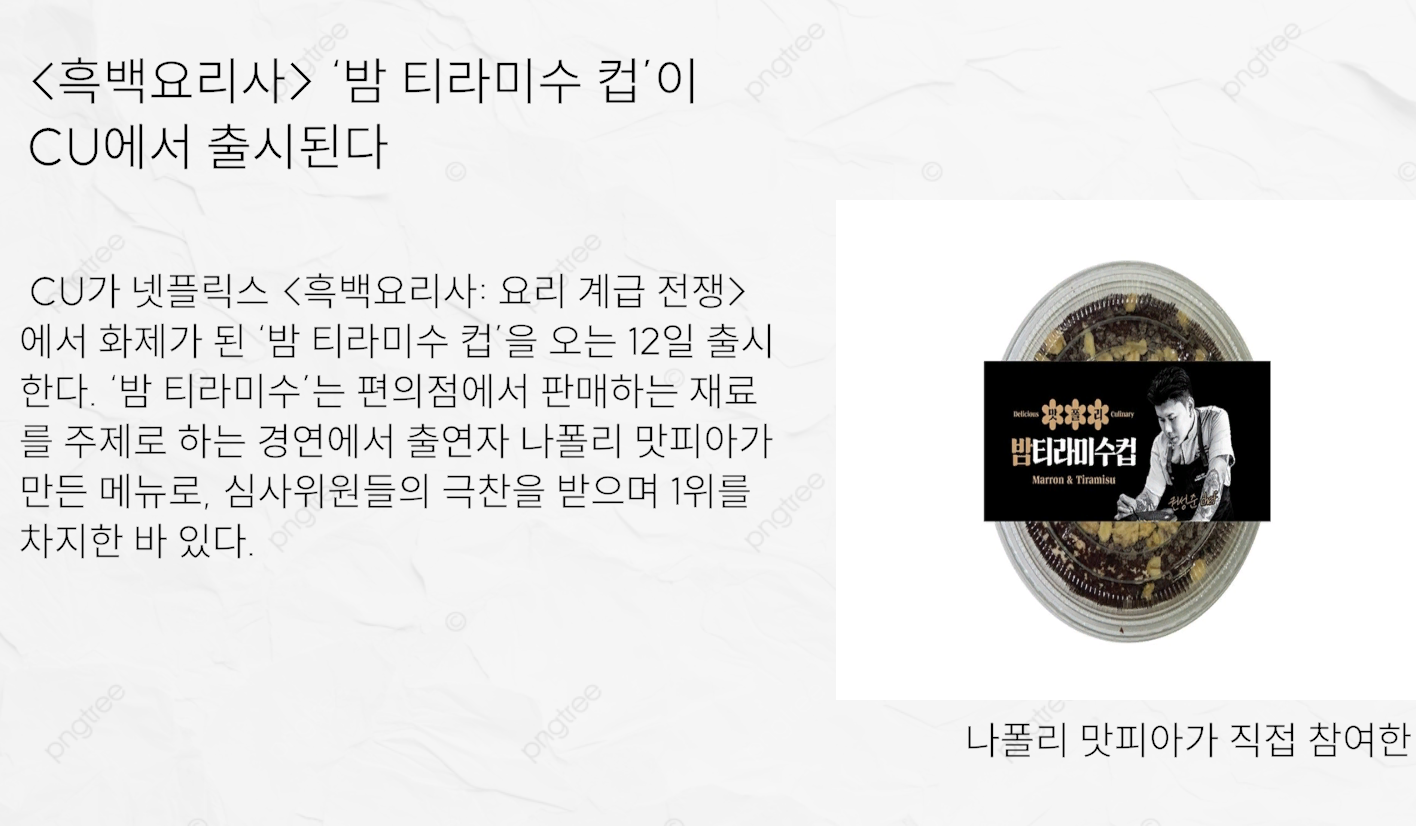 <흑백요리사> ‘밤 티라미수 컵’이
CU에서 출시된다
CU가 넷플릭스 <흑백요리사: 요리 계급 전쟁>
에서 화제가 된 ‘밤 티라미수 컵’을 오는 12일 출시
한다. ‘밤 티라미수’는 편의점에서 판매하는 재료
를 주제로 하는 경연에서 출연자 나폴리 맛피아가
만든 메뉴로, 심사위원들의 극찬을 받으며 1위를
차지한 바 있다.
Delicious 맛폴리 Culinary
밤티라미수컵
Marron & Tiramisu
권성준
나폴리 맛피아가 직접 참여한
pngtree
pngtree
pngtree
pngtree
pngtree
pngtree
pngtree
pngtree
pngtree